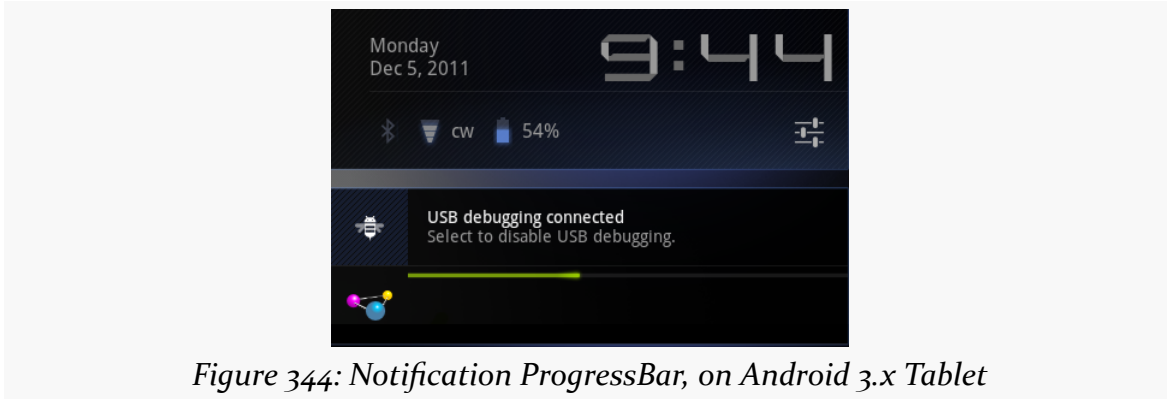 Monday
9:44
Dec 5, 2011
cw 54%
USB debugging connected
Select to disable USB debugging.
Figure 344: Notification ProgressBar, on Android 3.x Tablet